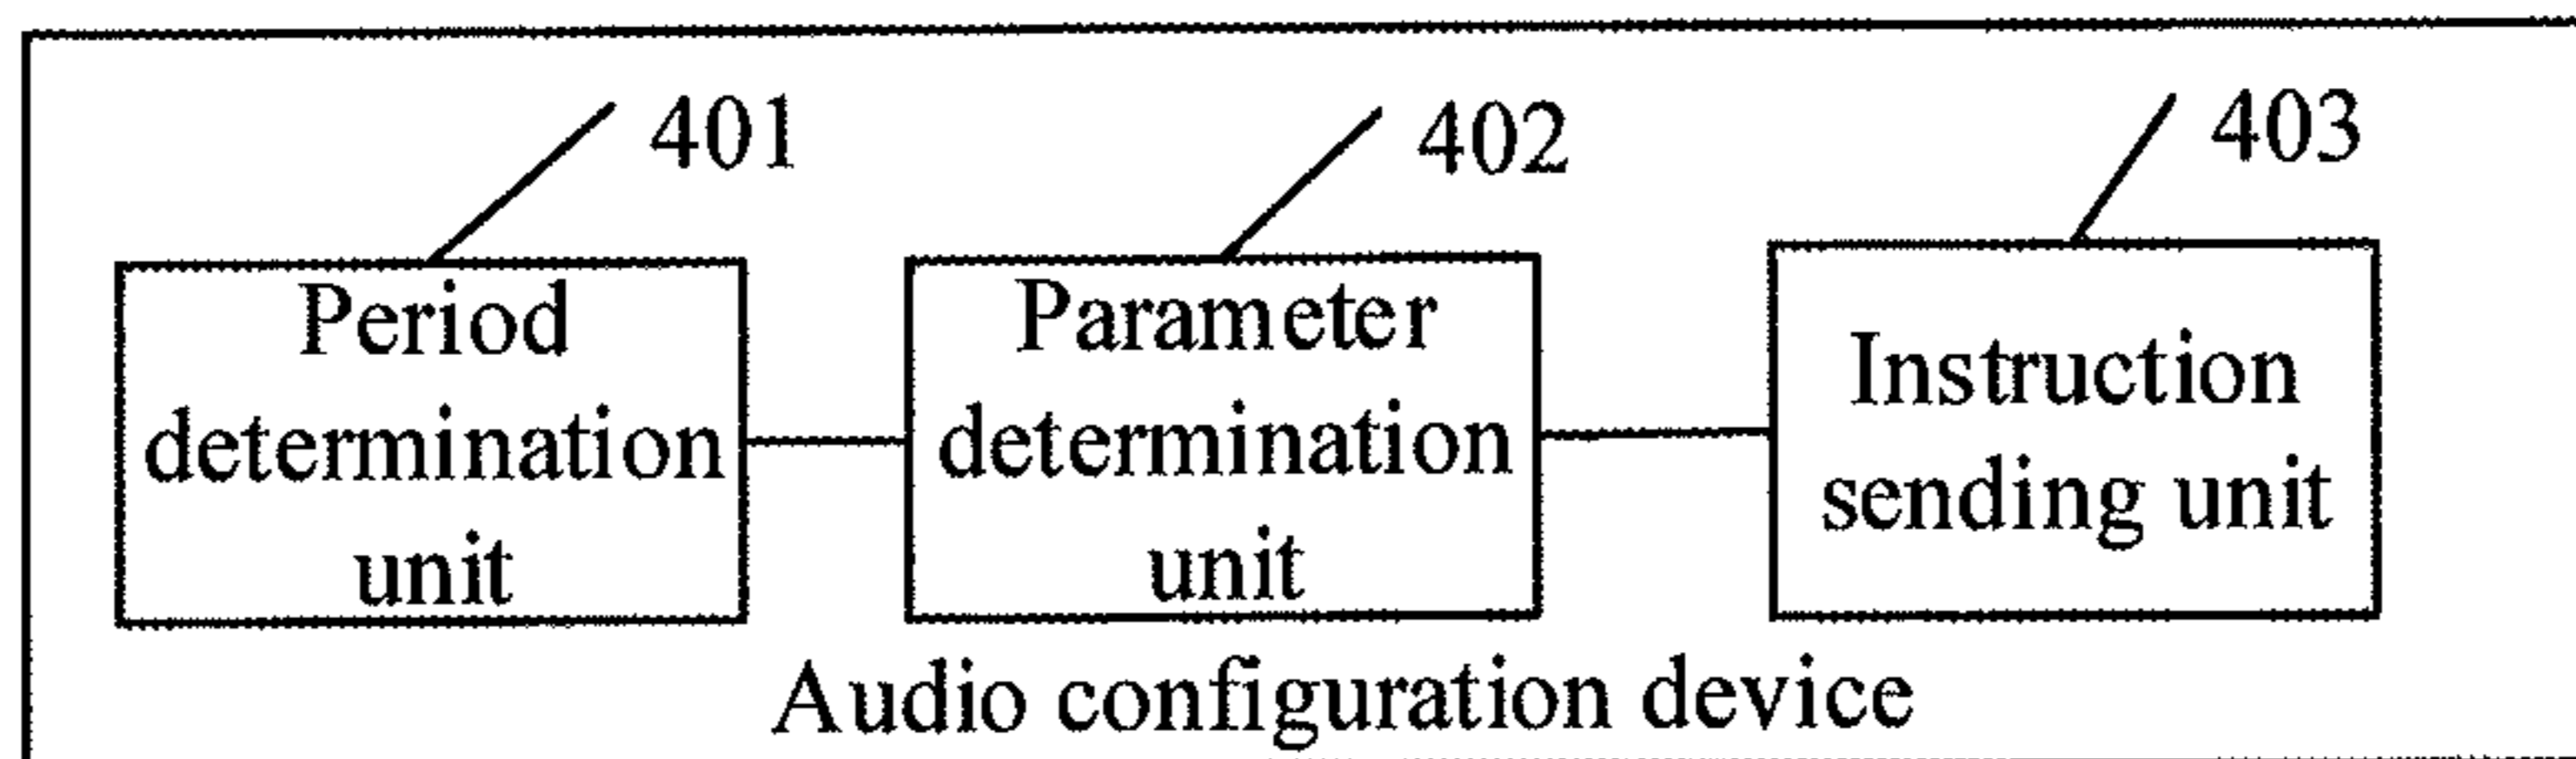 401
402
403
Period
determination
unit
Parameter
determination
unit
Instruction
sending unit
Audio configuration device